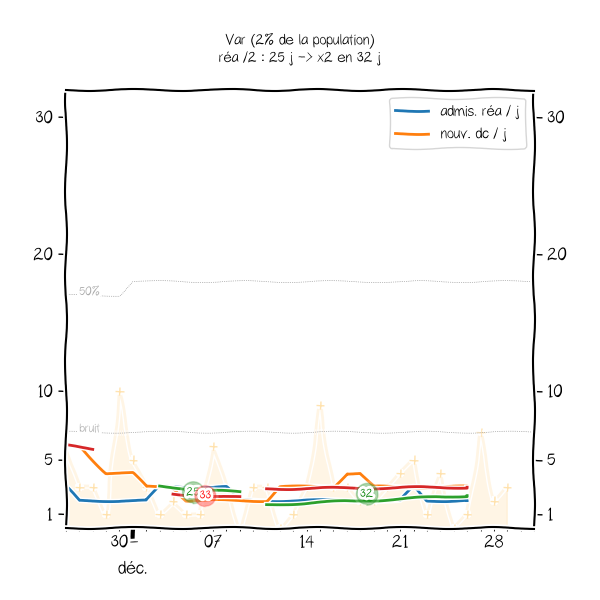 Var (2% de la population)
réa /2 : 25 j -> x2 en 32 j
admis. réa / j
nouv. dc / j
30 30
20 20
50%
10 10
bruit
5 5
33
32
1 1
30 07 14 21 28
déc.